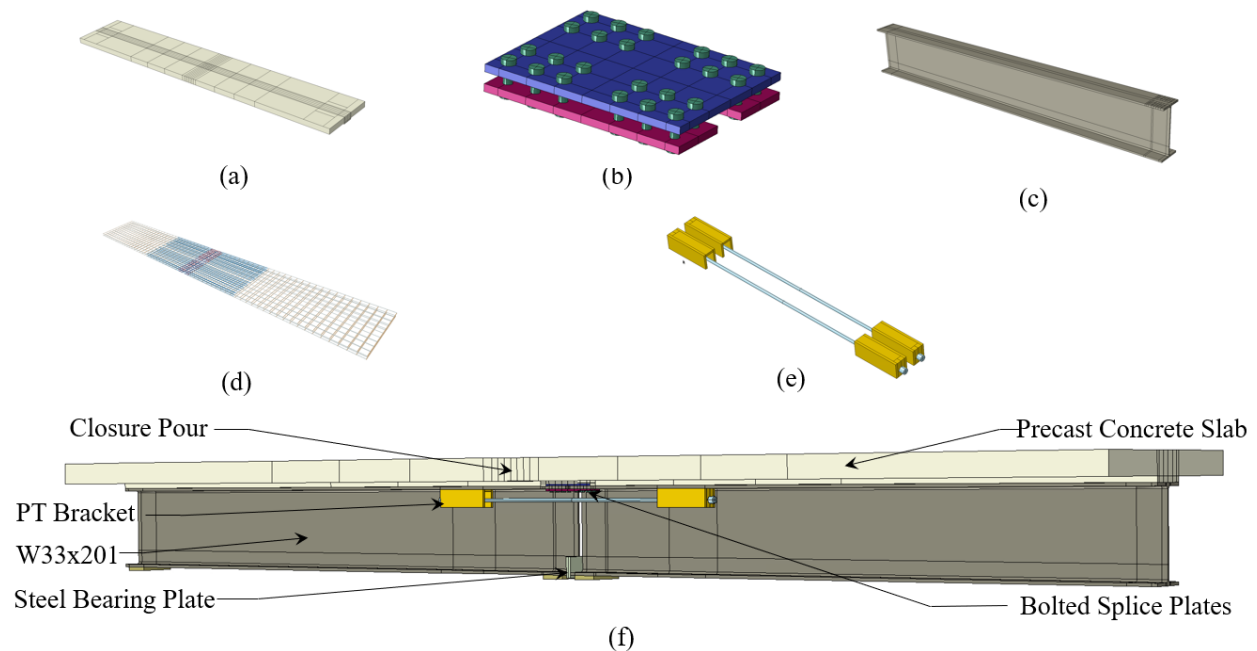 (a)
(b)
(c)
(d)
(e)
Closure Pour
Precast Concrete Slab
PT Bracket
W33x201
Steel Bearing Plate
Bolted Splice Plates
(f)